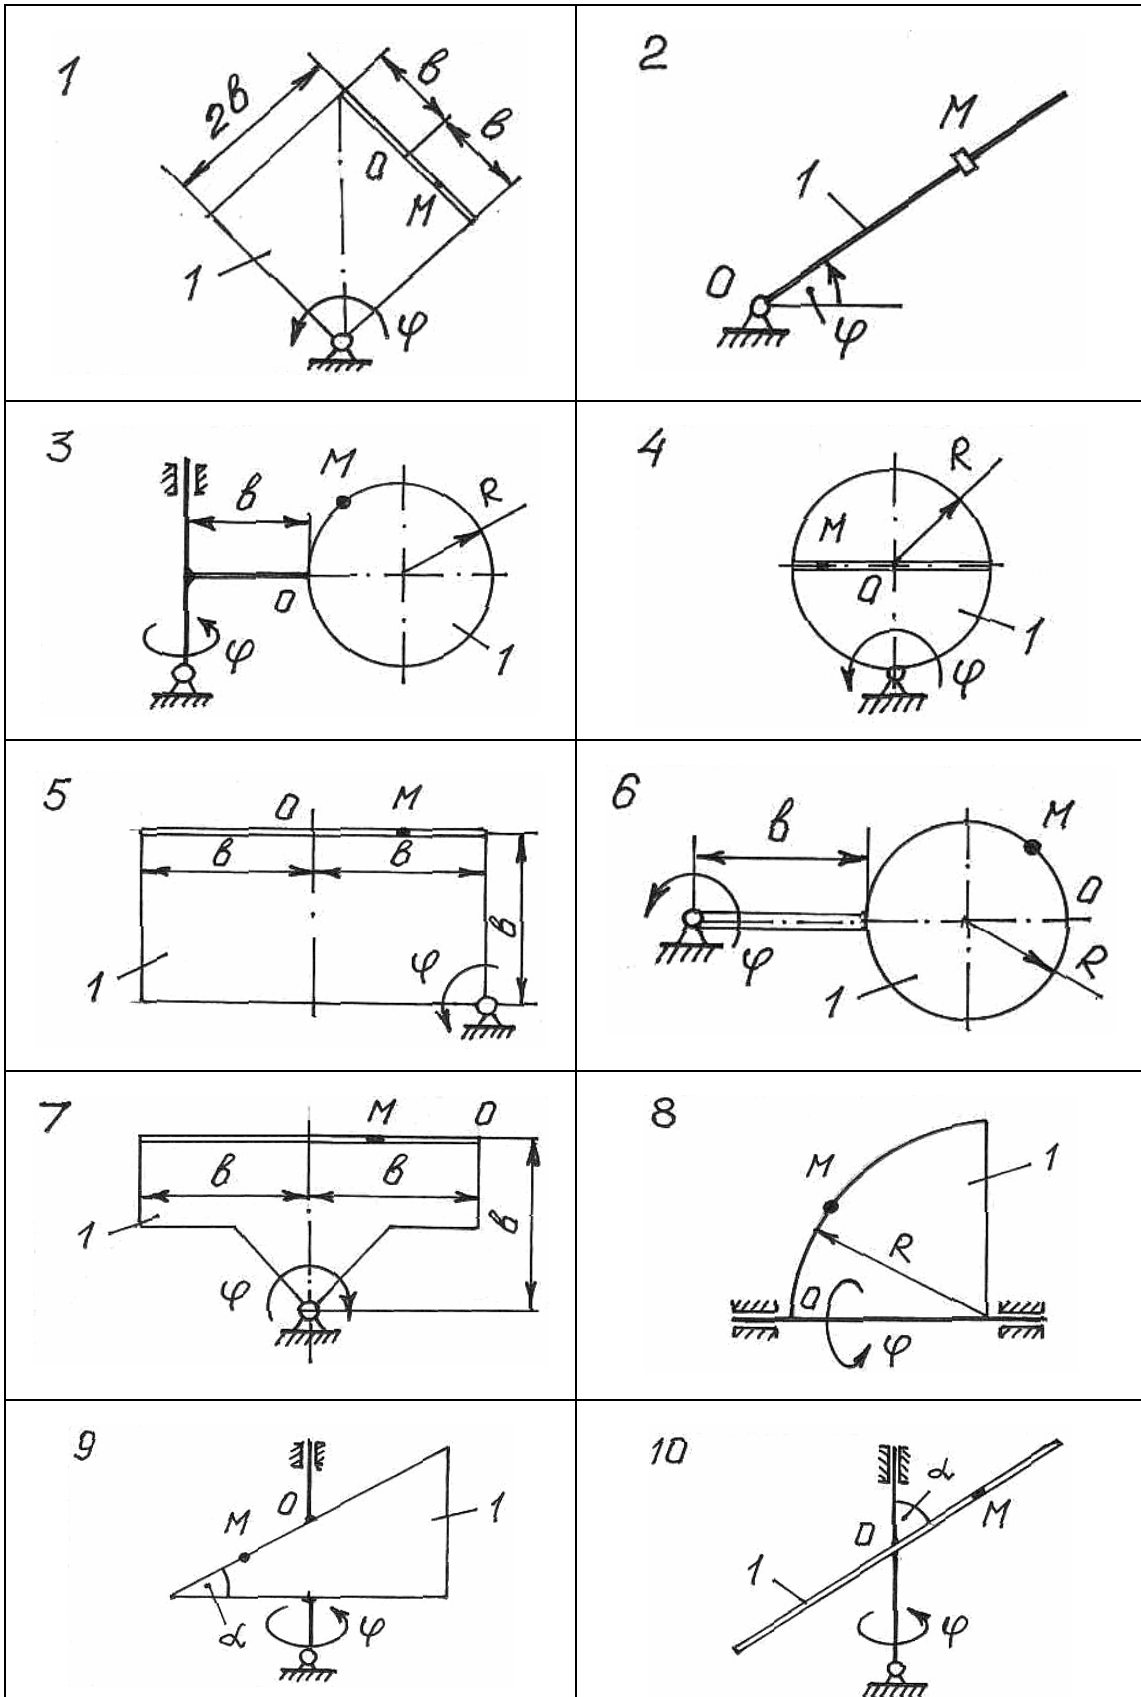 1
2в
в
в
О
М
1
φ
2
М
1
О
φ
3
М
в
R
О
φ
1
4
R
М
О
1
φ
5
О
М
в
в
в
1
φ
6
в
М
О
R
φ
1
7
М
О
в
в
в
1
φ
8
М
1
R
О
φ
9
О
М
1
α
φ
10
α
О
М
1
φ